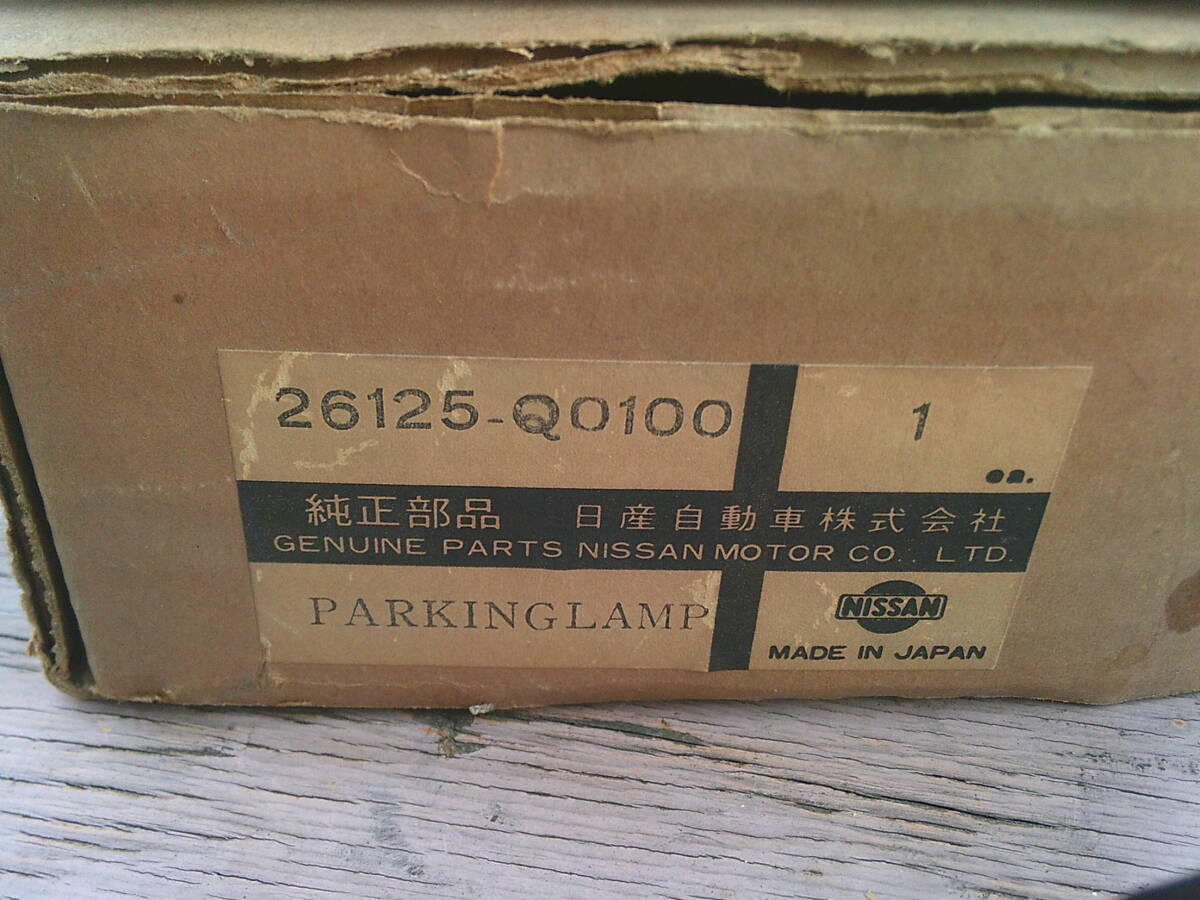 26125-Q0100
1
ea.
純正部品 日産自動車株式会社
GENUINE PARTS NISSAN MOTOR CO., LTD.
PARKINGLAMP
NISSAN
MADE IN JAPAN